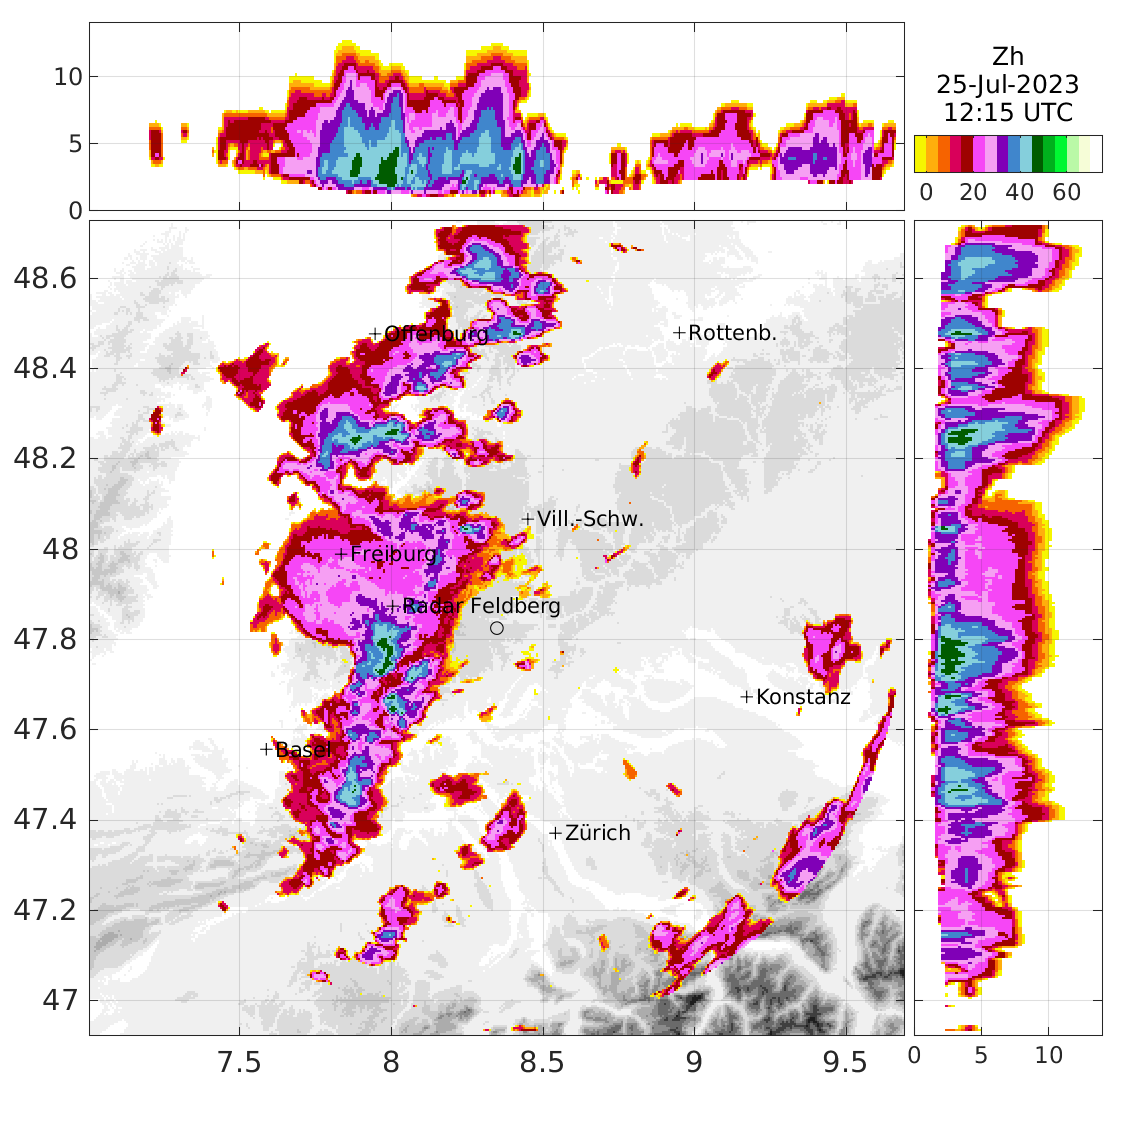 Zh
25-Jul-2023
12:15 UTC
0 20 40 60
10
5
0
48.6
48.4
48.2
48
47.8
47.6
47.4
47.2
47
+Offenburg
+Rottenb.
+Vill.-Schw.
+Freiburg
+Radar Feldberg
+Konstanz
+Basel
+Zürich
7.5 8 8.5 9 9.5
0 5 10